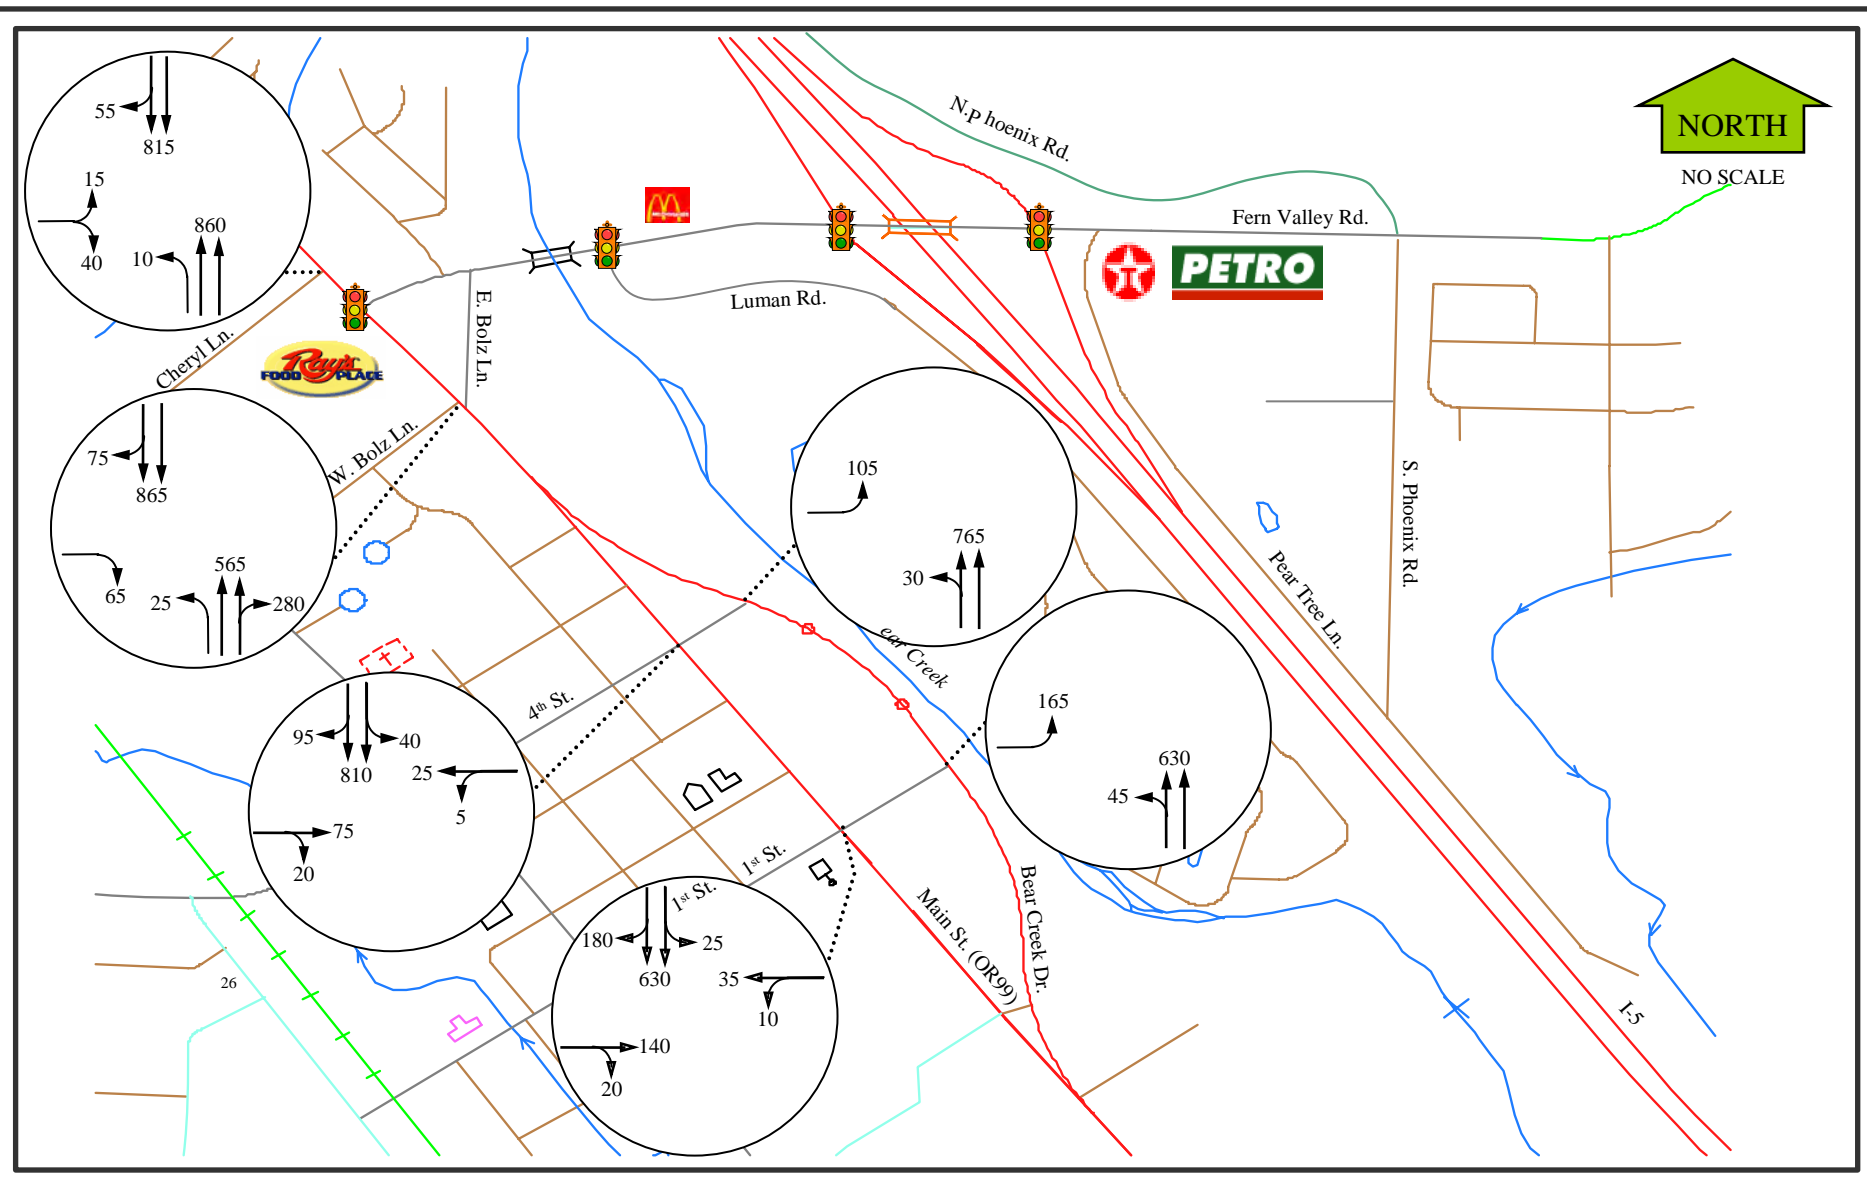 55
815
15
40
860
10
N.p hoenix Rd.
NORTH
NO SCALE
Fern Valley Rd.
PETRO
T
Luman Rd.
E. Bolz Ln.
Cheryl Ln.
Ray's
FOOD PLACE
W. Bolz Ln.
75
865
65
565
25
280
105
765
30
S. Phoenix Rd.
Pear Tree Ln.
ear Creek
165
630
45
4th St.
95
40
810
25
5
75
20
1st St.
1st St.
180
25
630
35
10
140
20
Main St. (OR99)
Bear Creek Dr.
I-5
26